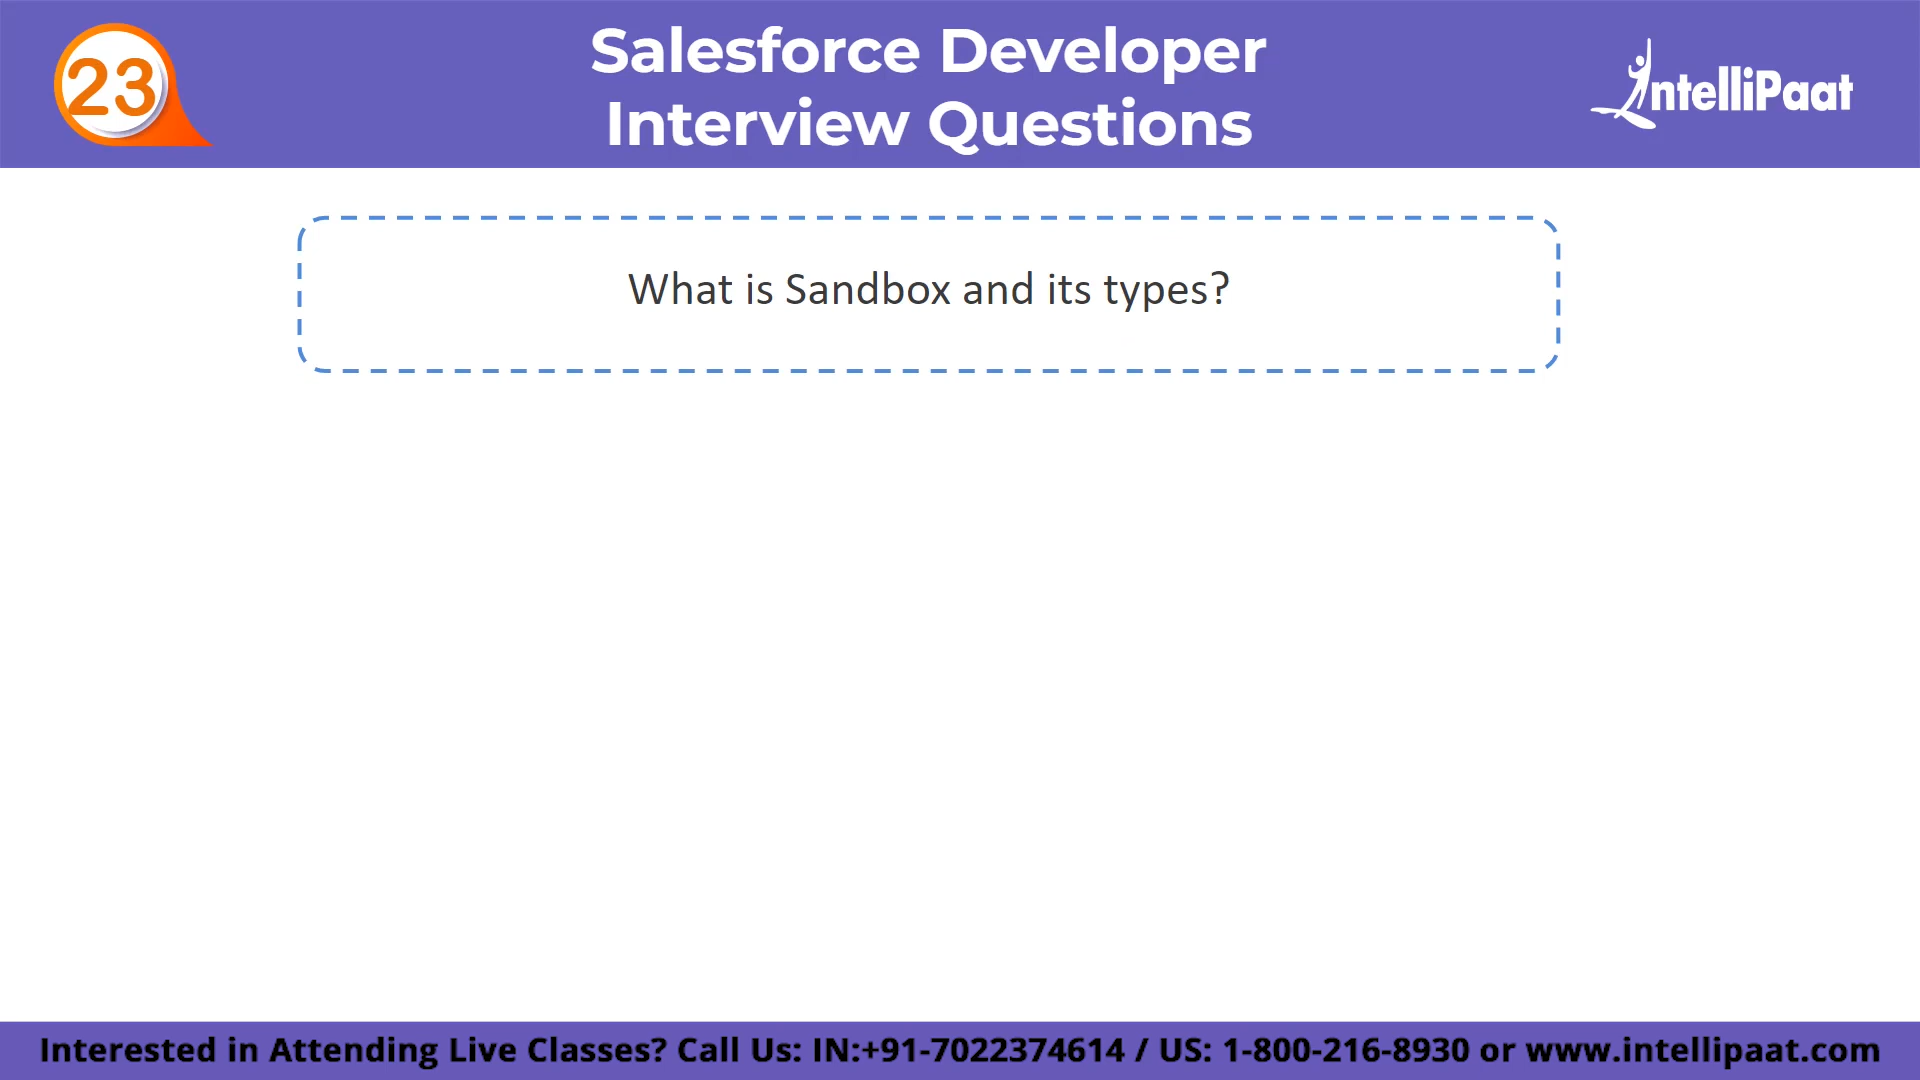 23
Salesforce Developer
Interview Questions
IntelliPaat
What is Sandbox and its types?
Interested in Attending Live Classes? Call Us: IN:+91-7022374614 / US: 1-800-216-8930 or www.intellipaat.com